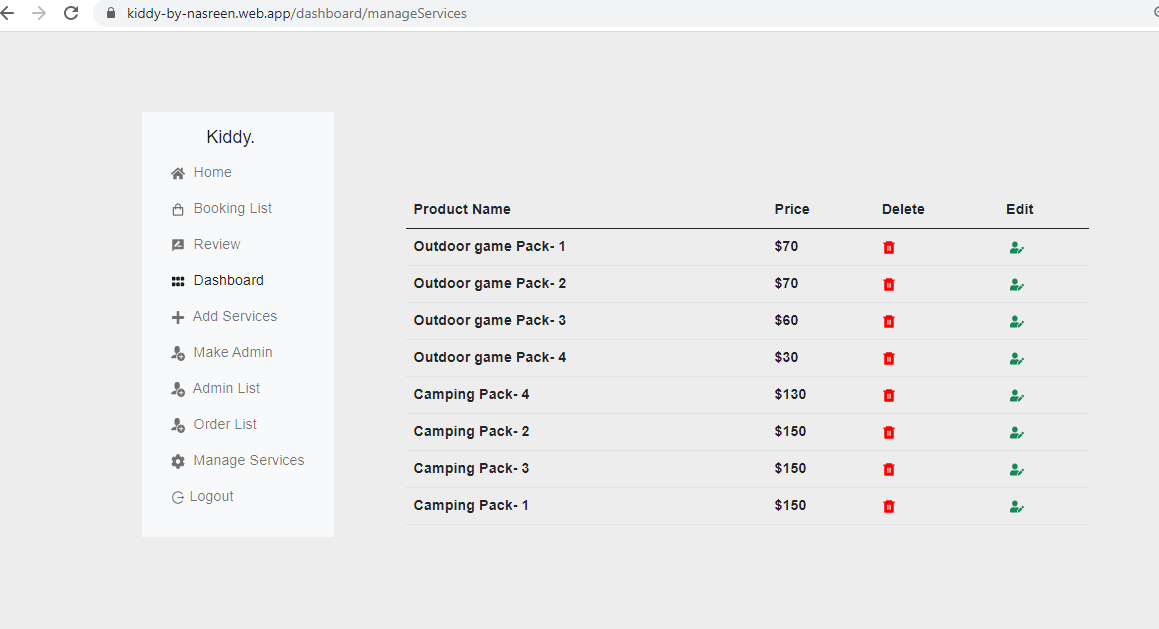 kiddy-by-nasreen.web.app/dashboard/manageServices
Kiddy.
Home
Booking List
Review
Dashboard
Add Services
Make Admin
Admin List
Order List
Manage Services
Logout
Product Name Price Delete Edit
Outdoor game Pack- 1 $70
Outdoor game Pack- 2 $70
Outdoor game Pack- 3 $60
Outdoor game Pack- 4 $30
Camping Pack- 4 $130
Camping Pack- 2 $150
Camping Pack- 3 $150
Camping Pack- 1 $150